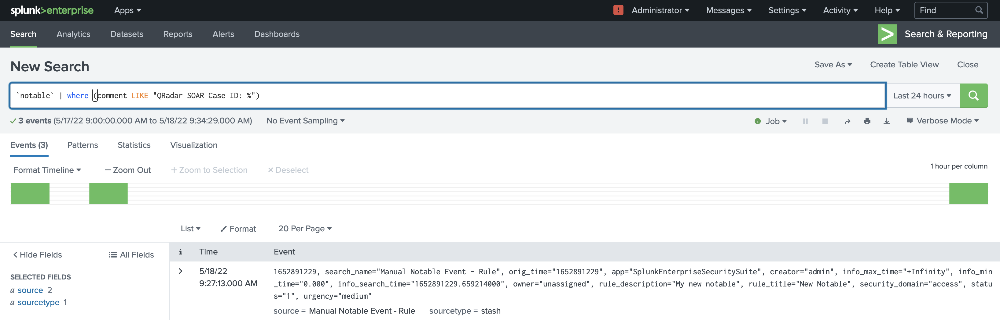 splunk>enterprise Apps ! Administrator Messages Settings Activity Help Find
Search Analytics Datasets Reports Alerts Dashboards > Search & Reporting
New Search Save As Create Table View Close
`notable` | where (comment LIKE "QRadar SOAR Case ID: %") Last 24 hours
✓ 3 events (5/17/22 9:00:00.000 AM to 5/18/22 9:34:29.000 AM) No Event Sampling i Job Verbose Mode
Events (3) Patterns Statistics Visualization
Format Timeline — Zoom Out + Zoom to Selection × Deselect 1 hour per column
List Format 20 Per Page
< Hide Fields All Fields
SELECTED FIELDS
a source 2
a sourcetype 1
i Time Event
> 5/18/22
9:27:13.000 AM
1652891229, search_name="Manual Notable Event - Rule", orig_time="1652891229", app="SplunkEnterpriseSecuritySuite", creator="admin", info_max_time="+Infinity", info_min
_time="0.000", info_search_time="1652891229.659214000", owner="unassigned", rule_description="My new notable", rule_title="New Notable", security_domain="access", statu
s="1", urgency="medium"
source = Manual Notable Event - Rule sourcetype = stash